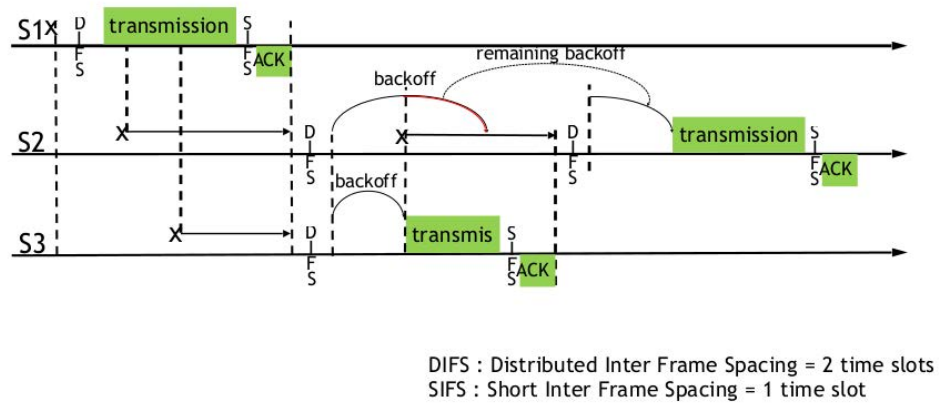 S1x
D
I
F
S
transmission
S
I
F
S
ACK
remaining backoff
backoff
S2
x
x
D
I
F
S
D
I
F
S
transmission
S
I
F
S
ACK
backoff
S3
x
D
I
F
S
transmis
S
I
F
S
ACK
DIFS : Distributed Inter Frame Spacing = 2 time slots
SIFS : Short Inter Frame Spacing = 1 time slot